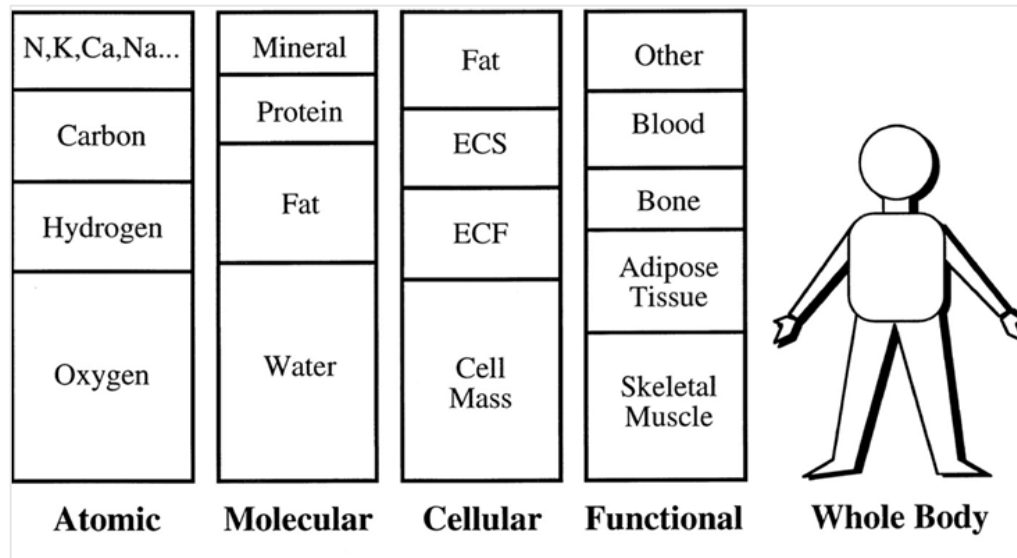 N,K,Ca,Na...
Carbon
Hydrogen
Oxygen
Atomic
Mineral
Protein
Fat
Water
Molecular
Fat
ECS
ECF
Cell
Mass
Cellular
Other
Blood
Bone
Adipose
Tissue
Skeletal
Muscle
Functional
Whole Body